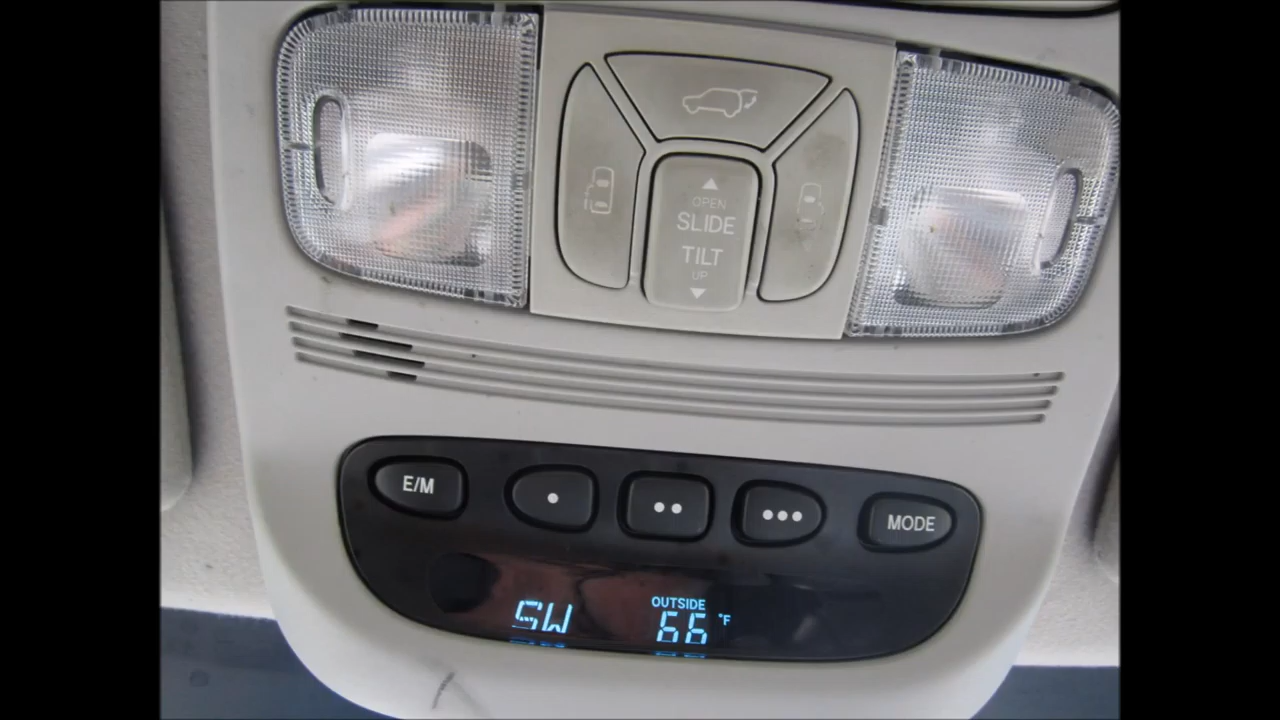 OPEN
SLIDE
TILT
UP
E/M
MODE
OUTSIDE
SW 66 °F